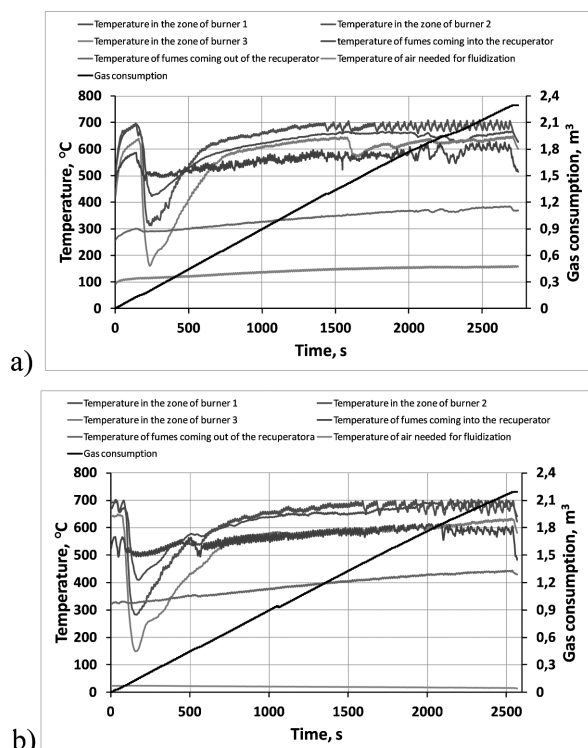 Temperature in the zone of burner 1 Temperature in the zone of burner 2
Temperature in the zone of burner 3 temperature of fumes coming into the recuperator
Temperature of fumes coming out of the recuperator Temperature of air needed for fluidization
Gas consumption
800 2,4
700 2,1
600 1,8
500 1,5
400 1,2
300 0,9
200 0,6
100 0,3
0 0
0 500 1000 1500 2000 2500
Temperature, °C
Gas consumption, m³
Time, s
a)
Temperature in the zone of burner 1 Temperature in the zone of burner 2
Temperature in the zone of burner 3 Temperature of fumes coming into the recuperator
Temperature of fumes coming out of the recuperatora Temperature of air needed for fluidization
Gas consumption
800 2,4
700 2,1
600 1,8
500 1,5
400 1,2
300 0,9
200 0,6
100 0,3
0 0
0 500 1000 1500 2000 2500
Temperature, °C
Gas consumption, m³
Time, s
b)